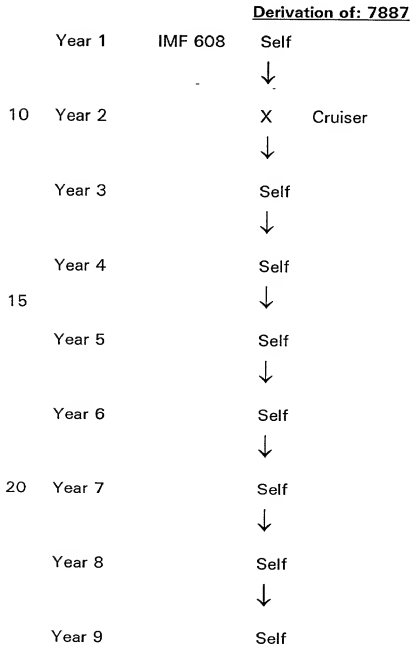 Derivation of: 7887
Year 1 IMF 608 Self
↓
10 Year 2 X Cruiser
↓
Year 3 Self
↓
Year 4 Self
15 ↓
Year 5 Self
↓
Year 6 Self
↓
20 Year 7 Self
↓
Year 8 Self
↓
Year 9 Self